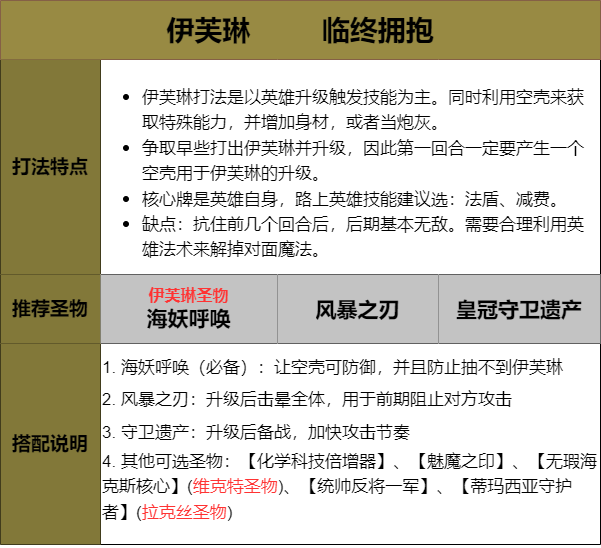 伊芙琳 临终拥抱
打法特点
• 伊芙琳打法是以英雄升级触发技能为主。同时利用空壳来获
取特殊能力，并增加身材，或者当炮灰。
• 争取早些打出伊芙琳并升级，因此第一回合一定要产生一个
空壳用于伊芙琳的升级。
• 核心牌是英雄自身，路上英雄技能建议选：法盾、减费。
• 缺点：抗住前几个回合后，后期基本无敌。需要合理利用英
雄法术来解掉对面魔法。
推荐圣物
伊芙琳圣物
海妖呼唤
风暴之刃
皇冠守卫遗产
搭配说明
1. 海妖呼唤（必备）：让空壳可防御，并且防止抽不到伊芙琳
2. 风暴之刃：升级后击晕全体，用于前期阻止对方攻击
3. 守卫遗产：升级后备战，加快攻击节奏
4. 其他可选圣物：【化学科技倍增器】、【魅魔之印】、【无瑕海
克斯核心】(维克特圣物)、【统帅反将一军】、【蒂玛西亚守护
者】(拉克丝圣物)